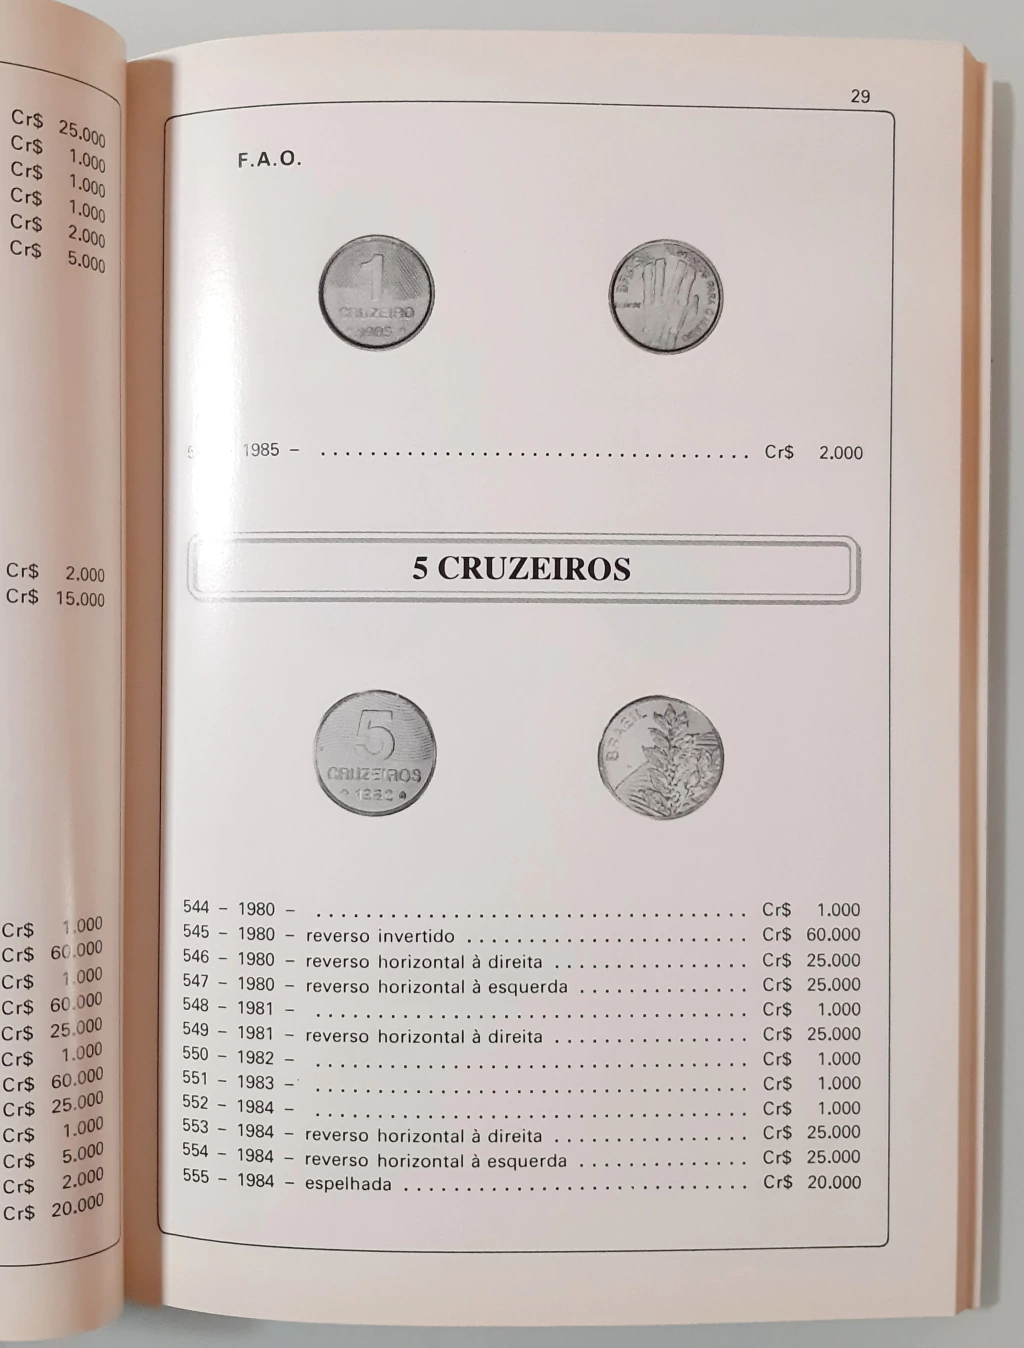 Cr$ 25.000
Cr$ 1.000
Cr$ 1.000
Cr$ 1.000
Cr$ 2.000
Cr$ 5.000
Cr$ 2.000
Cr$ 15.000
Cr$ 1.000
Cr$ 60.000
Cr$ 1.000
Cr$ 60.000
Cr$ 25.000
Cr$ 1.000
Cr$ 60.000
Cr$ 25.000
Cr$ 1.000
Cr$ 5.000
Cr$ 2.000
Cr$ 20.000
29
F.A.O.
1
CRUZEIRO
1985
BRASIL
1985 – ................................... Cr$ 2.000
5 CRUZEIROS
5
CRUZEIROS
BRASIL
544 – 1980 – ................................... Cr$ 1.000
545 – 1980 – reverso invertido ....................... Cr$ 60.000
546 – 1980 – reverso horizontal à direita ................ Cr$ 25.000
547 – 1980 – reverso horizontal à esquerda .............. Cr$ 25.000
548 – 1981 – ................................... Cr$ 1.000
549 – 1981 – reverso horizontal à direita ................ Cr$ 25.000
550 – 1982 – ................................... Cr$ 1.000
551 – 1983 – ................................... Cr$ 1.000
552 – 1984 – ................................... Cr$ 1.000
553 – 1984 – reverso horizontal à direita ................ Cr$ 25.000
554 – 1984 – reverso horizontal à esquerda .............. Cr$ 25.000
555 – 1984 – espelhada ............................ Cr$ 20.000